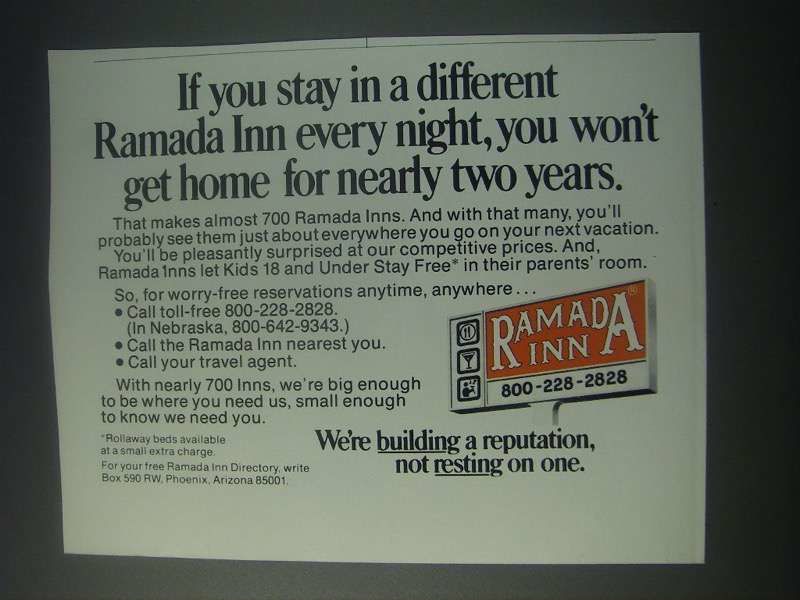 If you stay in a different
Ramada Inn every night, you won't
get home for nearly two years.
That makes almost 700 Ramada Inns. And with that many, you'll
probably see them just about everywhere you go on your next vacation.
You'll be pleasantly surprised at our competitive prices. And,
Ramada Inns let Kids 18 and Under Stay Free* in their parents' room.
So, for worry-free reservations anytime, anywhere...
• Call toll-free 800-228-2828.
(In Nebraska, 800-642-9343.)
• Call the Ramada Inn nearest you.
• Call your travel agent.
With nearly 700 Inns, we're big enough
to be where you need us, small enough
to know we need you.
*Rollaway beds available
at a small extra charge.
For your free Ramada Inn Directory, write
Box 590 RW, Phoenix, Arizona 85001.
RAMADA®
INN
800-228-2828
We're building a reputation,
not resting on one.